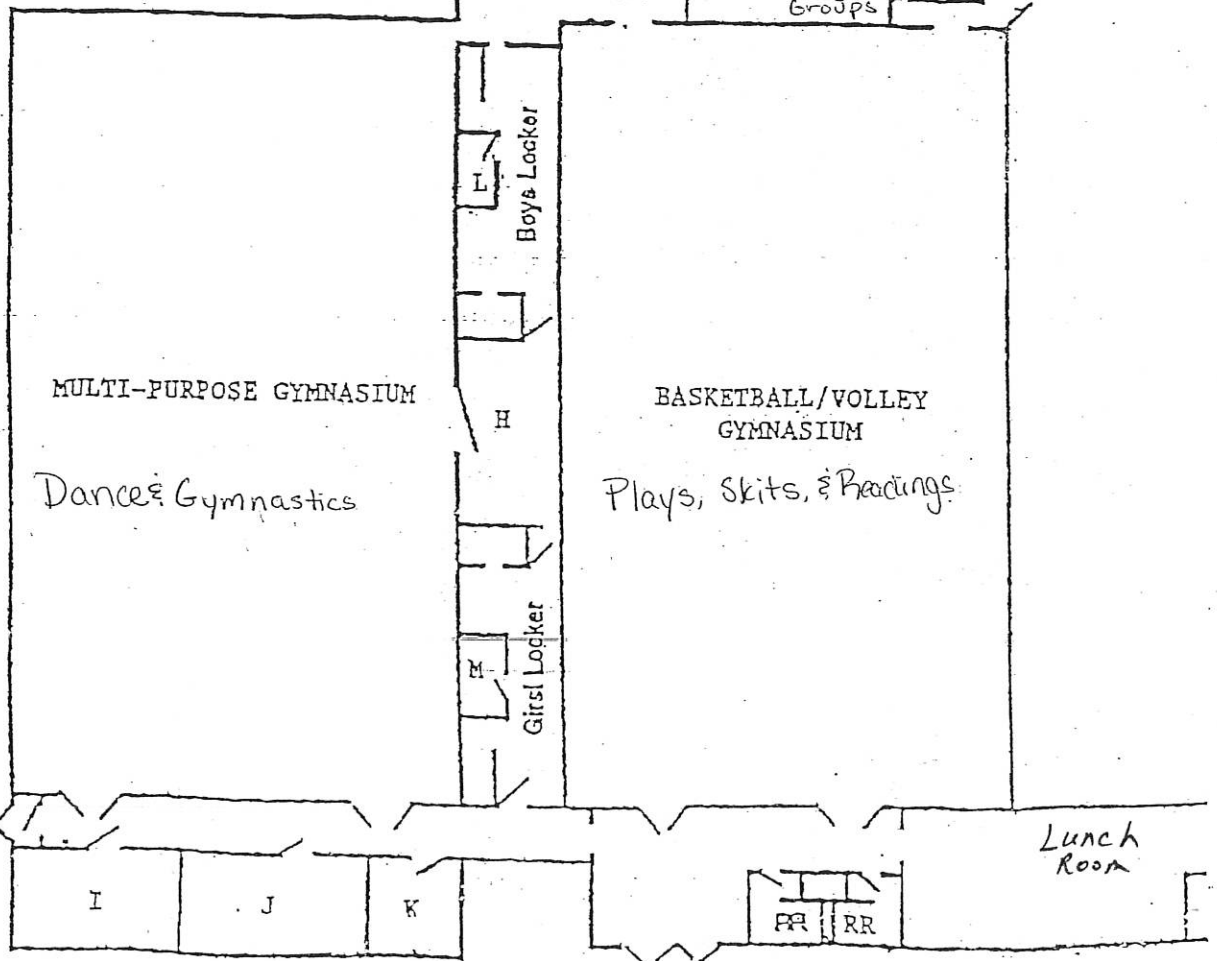 Groups
Boys Locker
L
MULTI-PURPOSE GYMNASIUM
H
BASKETBALL/VOLLEY
GYMNASIUM
Dance & Gymnastics
Plays, Skits, & Readings
Girsl Locker
M
Lunch
Room
I
J
K
RR
RR